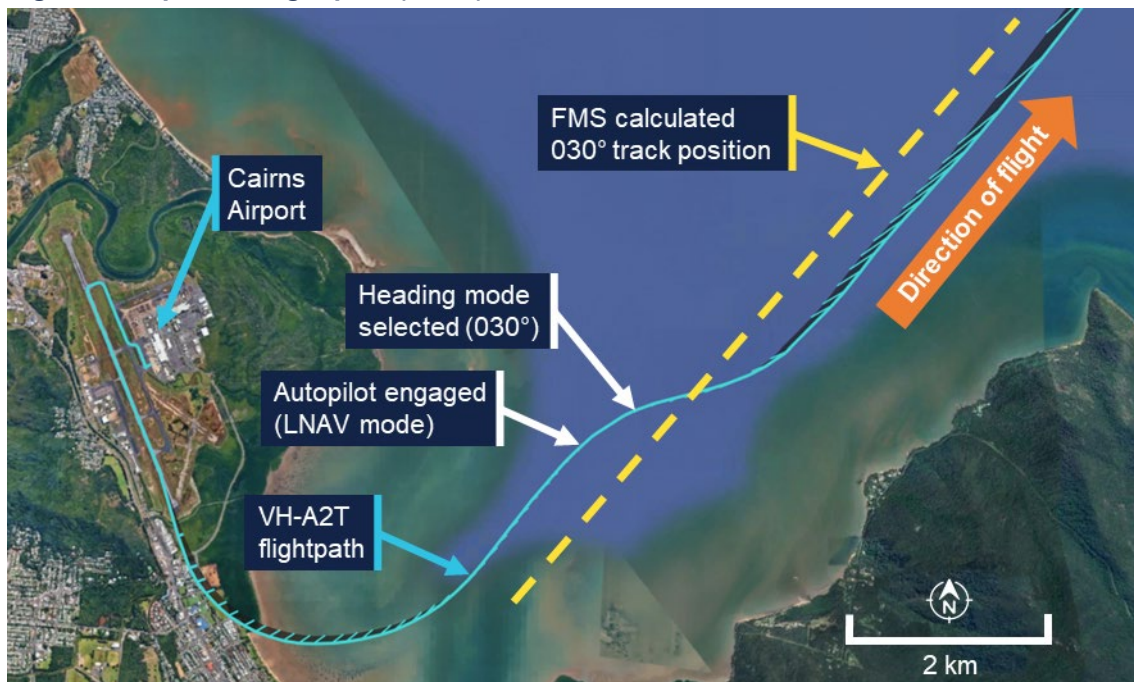 FMS calculated
030° track position
Cairns
Airport
Direction of flight
Heading mode
selected (030°)
Autopilot engaged
(LNAV mode)
VH-A2T
flightpath
N
2 km